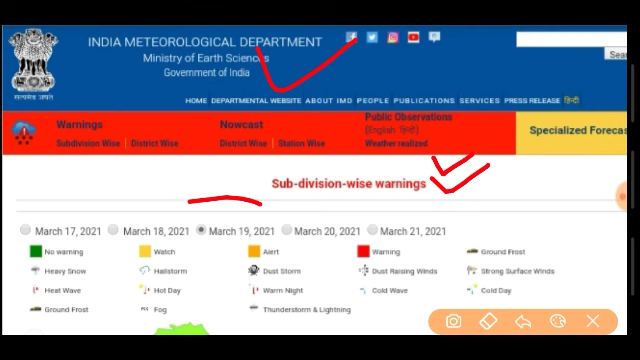 INDIA METEOROLOGICAL DEPARTMENT
Ministry of Earth Sciences
Government of India
सत्यमेव जयते
HOME DEPARTMENTAL WEBSITE ABOUT IMD PEOPLE PUBLICATIONS SERVICES PRESS RELEASE हिन्दी
Warnings
Subdivision Wise | District Wise
Nowcast
District Wise | Station Wise
Public Observations
(English हिन्दी)
Weather realized
Specialized Forecas
Sub-division-wise warnings
March 17, 2021 March 18, 2021 March 19, 2021 March 20, 2021 March 21, 2021
No warning Watch Alert Warning Ground Frost
Heavy Snow Hailstorm Dust Storm Dust Raising Winds Strong Surface Winds
Heat Wave Hot Day Warm Night Cold Wave Cold Day
Ground Frost Fog Thunderstorm & Lightning